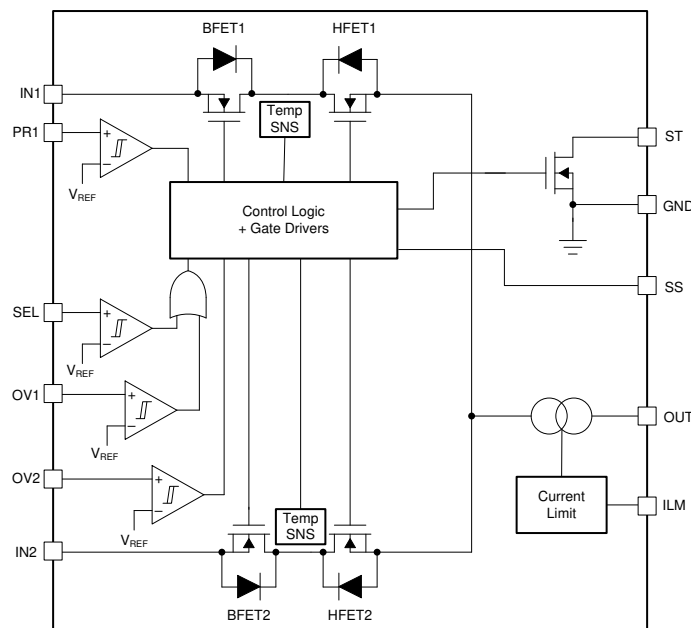 BFET1
HFET1
IN1
Temp
SNS
PR1
VREF
ST
Control Logic
+ Gate Drivers
GND
SS
SEL
VREF
OV1
VREF
OUT
OV2
Current
Limit
ILM
VREF
Temp
SNS
IN2
BFET2
HFET2